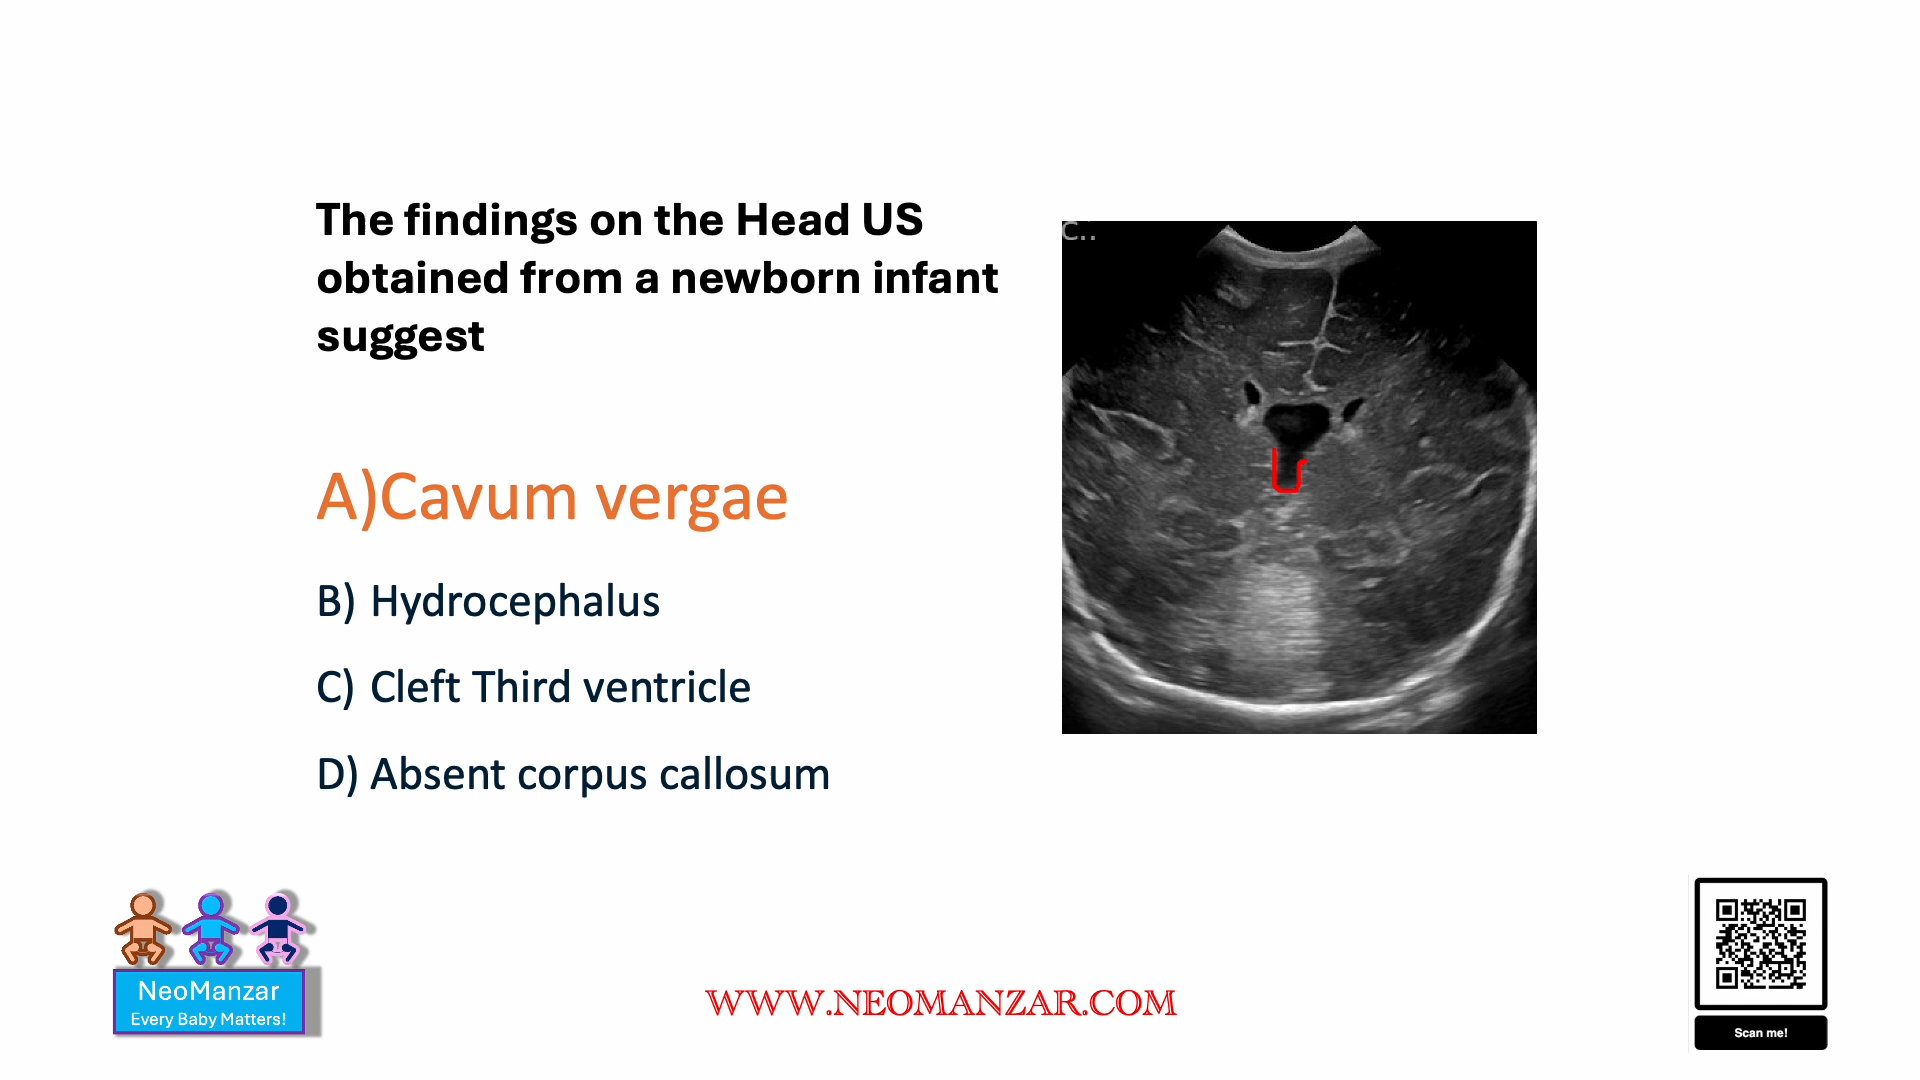 The findings on the Head US
obtained from a newborn infant
suggest
A)Cavum vergae
B) Hydrocephalus
C) Cleft Third ventricle
D) Absent corpus callosum
C..
NeoManzar
Every Baby Matters!
WWW.NEOMANZAR.COM
Scan me!